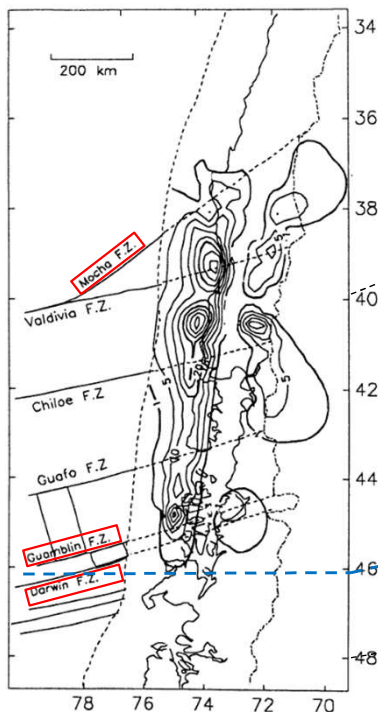 34
200 km
36
38
Mocha F.Z.
40
Valdivia F.Z.
Chiloe F.Z
42
5
5
10
Guafo F.Z
44
Guamblin F.Z.
46
Darwin F.Z.
48
78
76
74
72
70